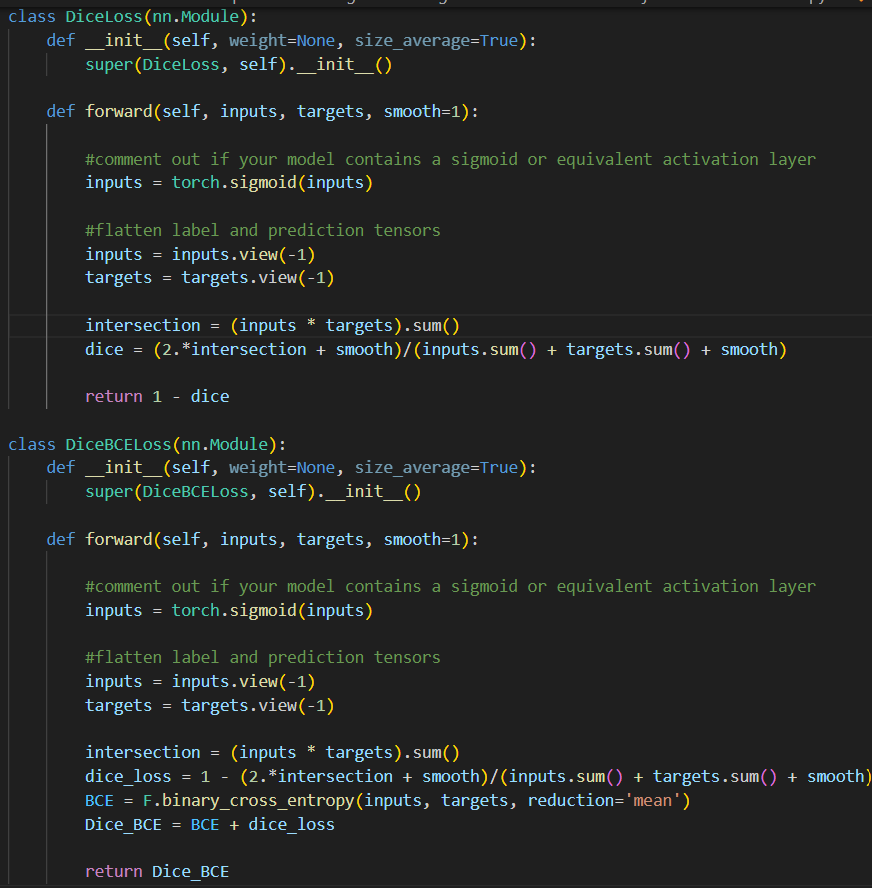 class DiceLoss(nn.Module):
    def __init__(self, weight=None, size_average=True):
        super(DiceLoss, self).__init__()
    def forward(self, inputs, targets, smooth=1):
        #comment out if your model contains a sigmoid or equivalent activation layer
        inputs = torch.sigmoid(inputs)
        #flatten label and prediction tensors
        inputs = inputs.view(-1)
        targets = targets.view(-1)
        intersection = (inputs * targets).sum()
        dice = (2.*intersection + smooth)/(inputs.sum() + targets.sum() + smooth)
        return 1 - dice
class DiceBCELoss(nn.Module):
    def __init__(self, weight=None, size_average=True):
        super(DiceBCELoss, self).__init__()
    def forward(self, inputs, targets, smooth=1):
        #comment out if your model contains a sigmoid or equivalent activation layer
        inputs = torch.sigmoid(inputs)
        #flatten label and prediction tensors
        inputs = inputs.view(-1)
        targets = targets.view(-1)
        intersection = (inputs * targets).sum()
        dice_loss = 1 - (2.*intersection + smooth)/(inputs.sum() + targets.sum() + smooth)
        BCE = F.binary_cross_entropy(inputs, targets, reduction='mean')
        Dice_BCE = BCE + dice_loss
        return Dice_BCE